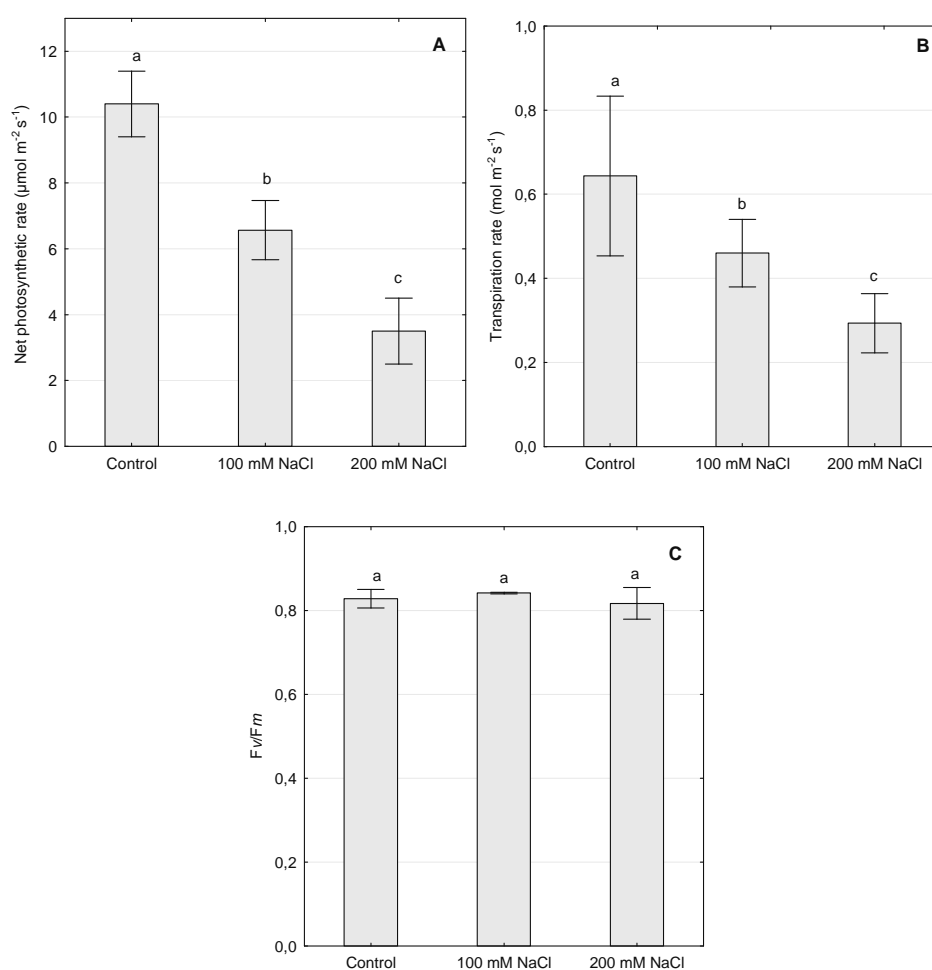 A
Net photosynthetic rate (µmol m⁻² s⁻¹)
12
10
8
6
4
2
0
a
b
c
Control 100 mM NaCl 200 mM NaCl
B
Transpiration rate (mol m⁻² s⁻¹)
1,0
0,8
0,6
0,4
0,2
0,0
a
b
c
Control 100 mM NaCl 200 mM NaCl
C
Fv/Fm
1,0
0,8
0,6
0,4
0,2
0,0
a
a
a
Control 100 mM NaCl 200 mM NaCl